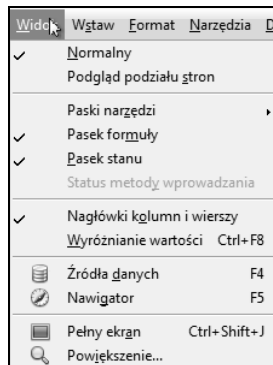 Widok Wstaw Format Narzędzia D
Normalny
Podgląd podziału stron
Paski narzędzi
Pasek formuły
Pasek stanu
Status metody wprowadzania
Nagłówki kolumn i wierszy
Wyróżnianie wartości Ctrl+F8
Źródła danych F4
Nawigator F5
Pełny ekran Ctrl+Shift+J
Powiększenie...